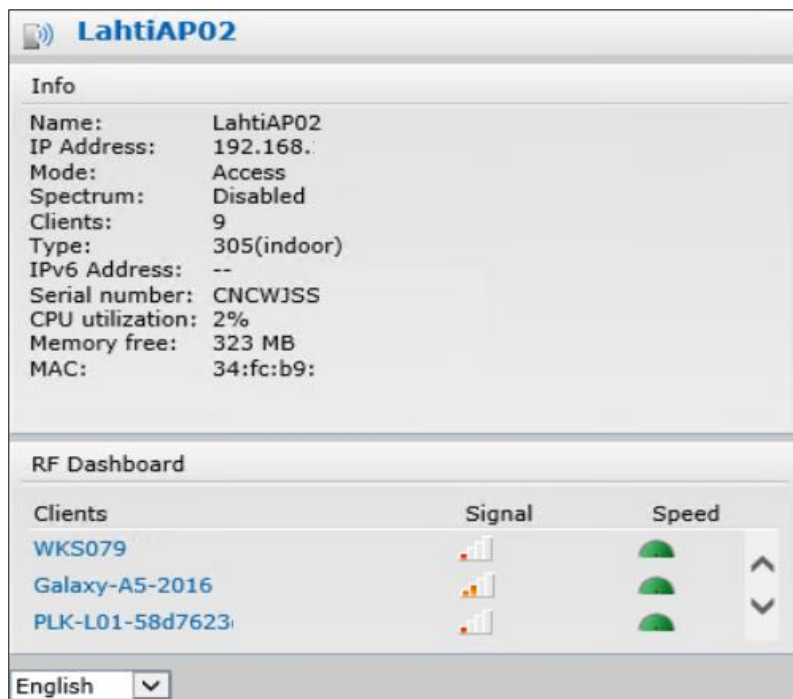 LahtiAP02
Info
Name: LahtiAP02
IP Address: 192.168.
Mode: Access
Spectrum: Disabled
Clients: 9
Type: 305(indoor)
IPv6 Address: --
Serial number: CNCWJSS
CPU utilization: 2%
Memory free: 323 MB
MAC: 34:fc:b9:
RF Dashboard
Clients Signal Speed
WKS079
Galaxy-A5-2016
PLK-L01-58d7623
English